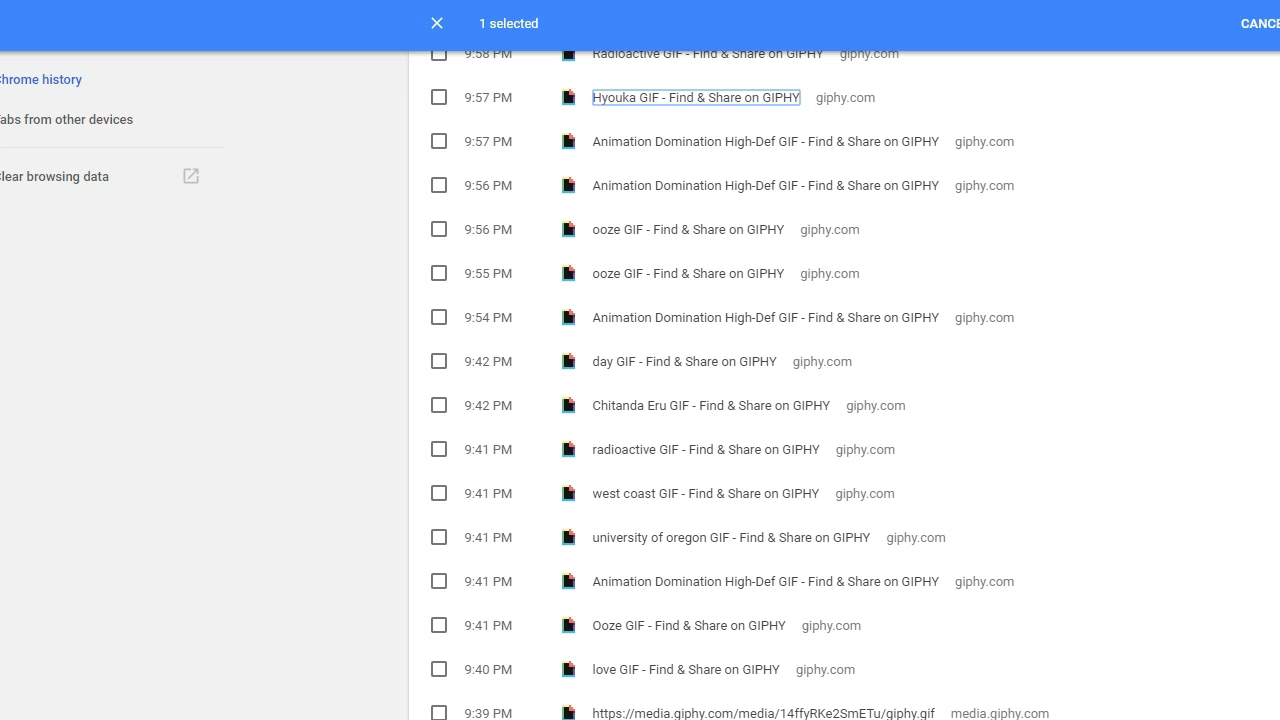 1 selected
CANCE
9:58 PM Radioactive GIF - Find & Share on GIPHY giphy.com
Chrome history
9:57 PM Hyouka GIF - Find & Share on GIPHY giphy.com
Tabs from other devices
9:57 PM Animation Domination High-Def GIF - Find & Share on GIPHY giphy.com
Clear browsing data
9:56 PM Animation Domination High-Def GIF - Find & Share on GIPHY giphy.com
9:56 PM ooze GIF - Find & Share on GIPHY giphy.com
9:55 PM ooze GIF - Find & Share on GIPHY giphy.com
9:54 PM Animation Domination High-Def GIF - Find & Share on GIPHY giphy.com
9:42 PM day GIF - Find & Share on GIPHY giphy.com
9:42 PM Chitanda Eru GIF - Find & Share on GIPHY giphy.com
9:41 PM radioactive GIF - Find & Share on GIPHY giphy.com
9:41 PM west coast GIF - Find & Share on GIPHY giphy.com
9:41 PM university of oregon GIF - Find & Share on GIPHY giphy.com
9:41 PM Animation Domination High-Def GIF - Find & Share on GIPHY giphy.com
9:41 PM Ooze GIF - Find & Share on GIPHY giphy.com
9:40 PM love GIF - Find & Share on GIPHY giphy.com
9:39 PM https://media.giphy.com/media/14ffyRKe2SmETu/giphy.gif media.giphy.com